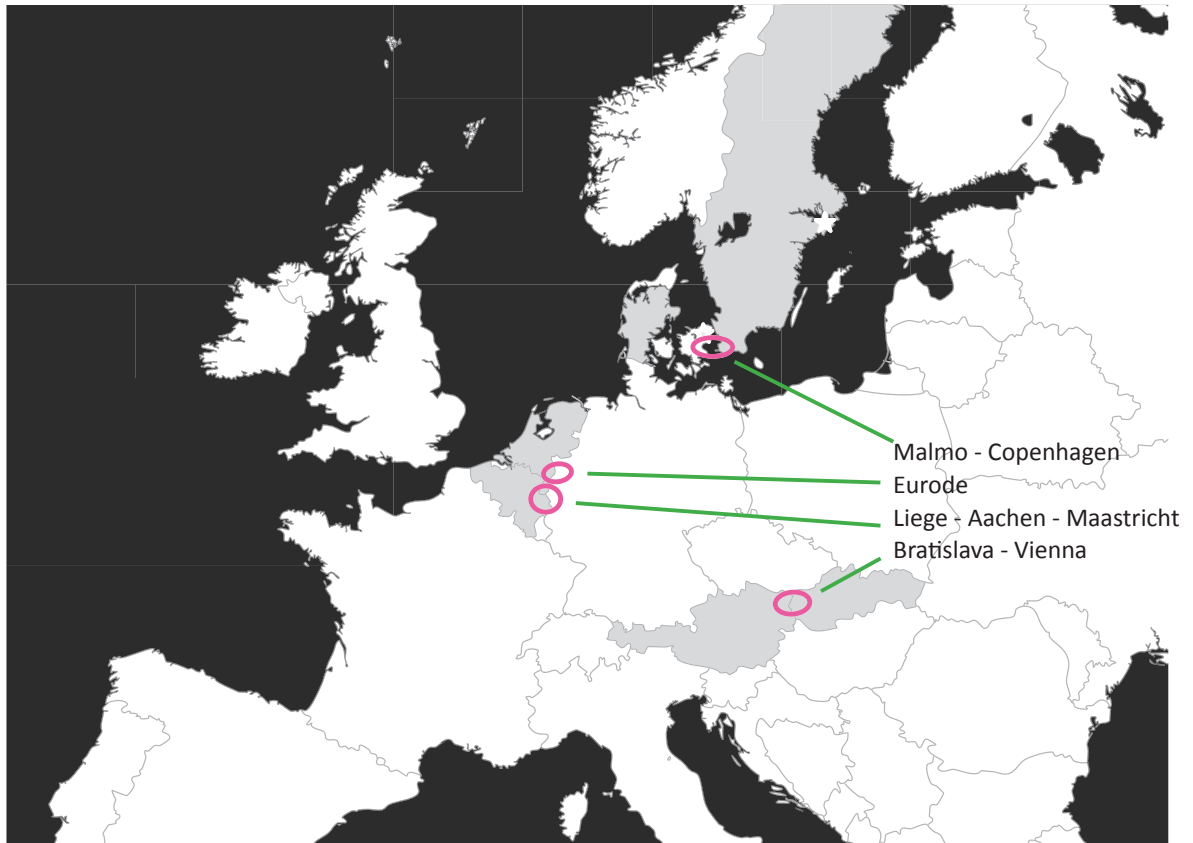 Malmo - Copenhagen
Eurode
Liege - Aachen - Maastricht
Bratislava - Vienna